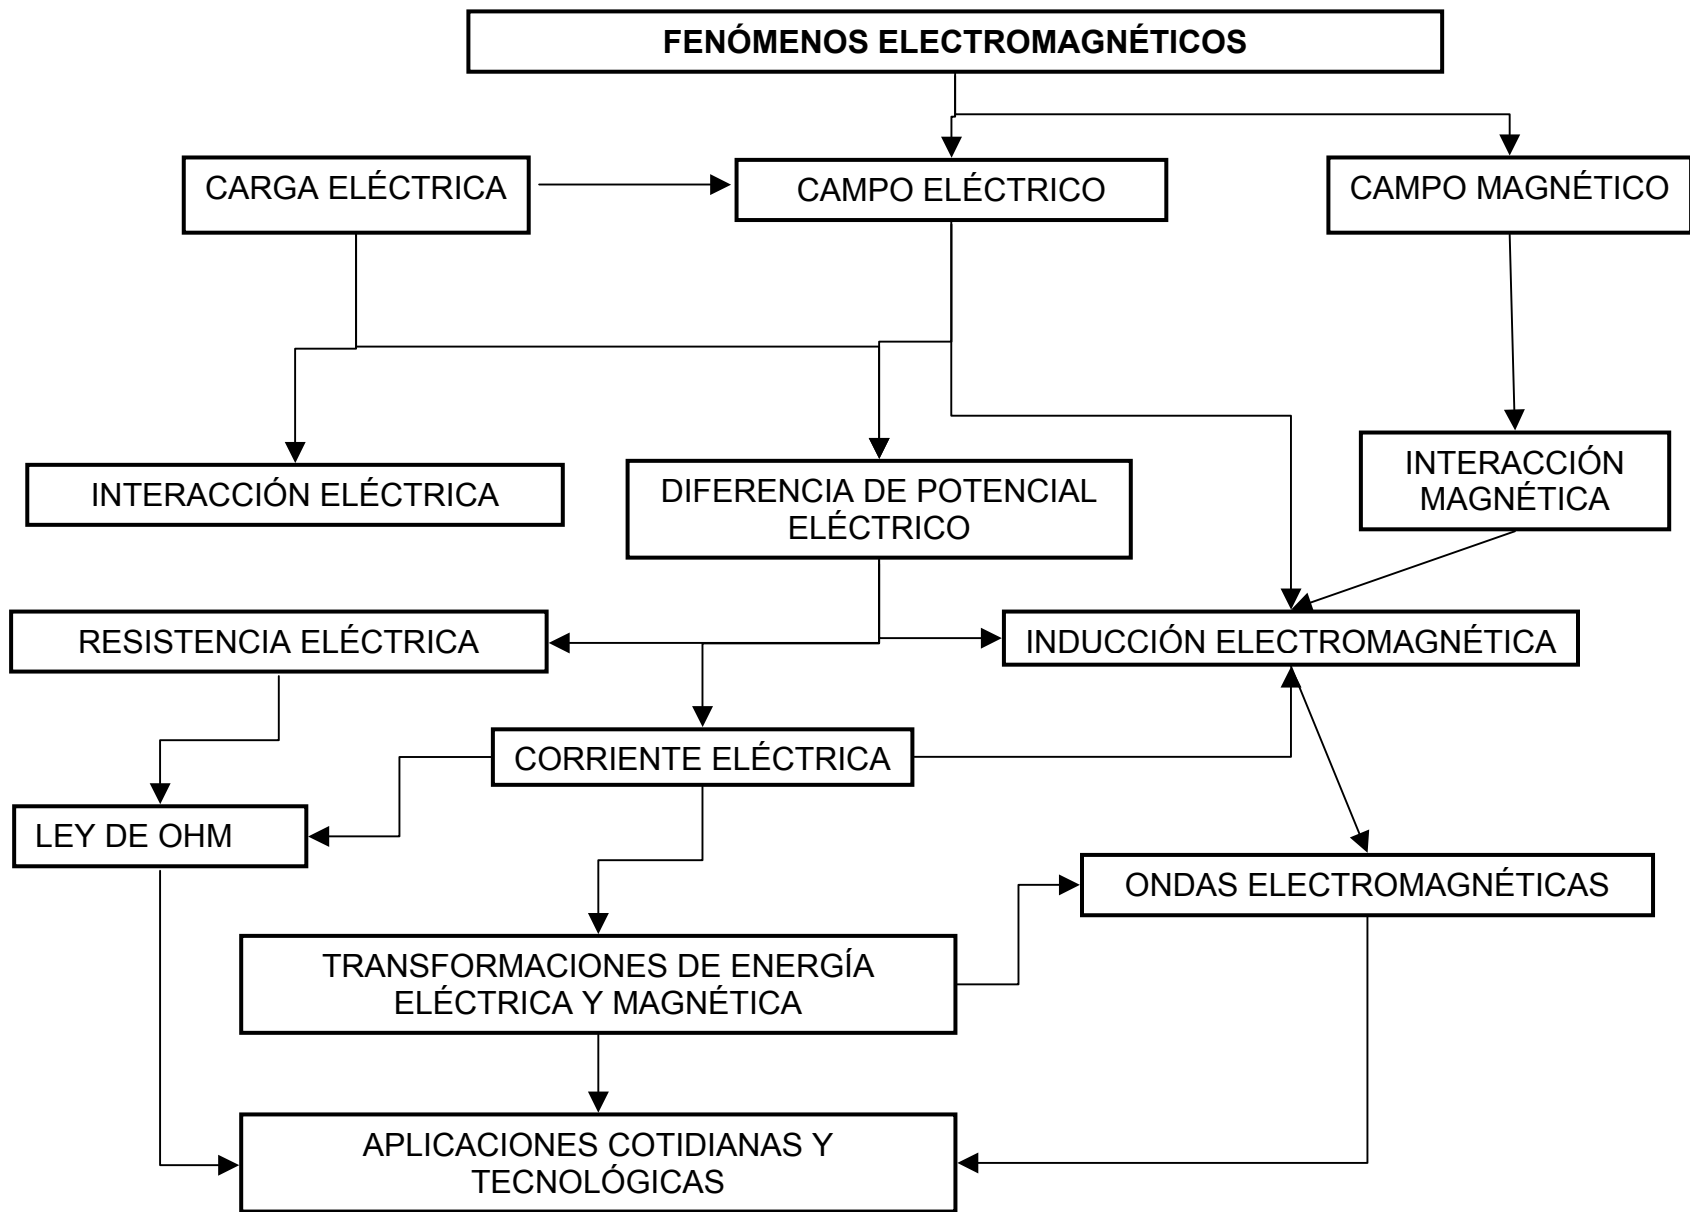 FENÓMENOS ELECTROMAGNÉTICOS
CARGA ELÉCTRICA
CAMPO ELÉCTRICO
CAMPO MAGNÉTICO
INTERACCIÓN ELÉCTRICA
DIFERENCIA DE POTENCIAL
ELÉCTRICO
INTERACCIÓN
MAGNÉTICA
RESISTENCIA ELÉCTRICA
INDUCCIÓN ELECTROMAGNÉTICA
CORRIENTE ELÉCTRICA
LEY DE OHM
ONDAS ELECTROMAGNÉTICAS
TRANSFORMACIONES DE ENERGÍA
ELÉCTRICA Y MAGNÉTICA
APLICACIONES COTIDIANAS Y
TECNOLÓGICAS